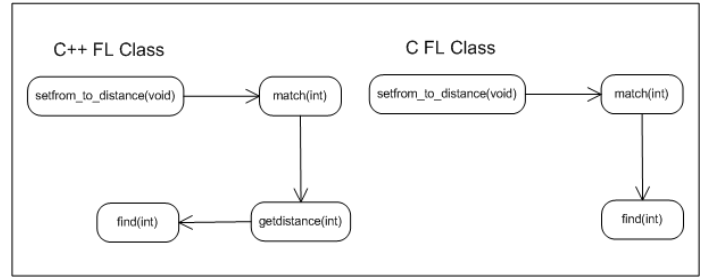 C++ FL Class
C FL Class
setfrom_to_distance(void)
match(int)
setfrom_to_distance(void)
match(int)
find(int)
getdistance(int)
find(int)